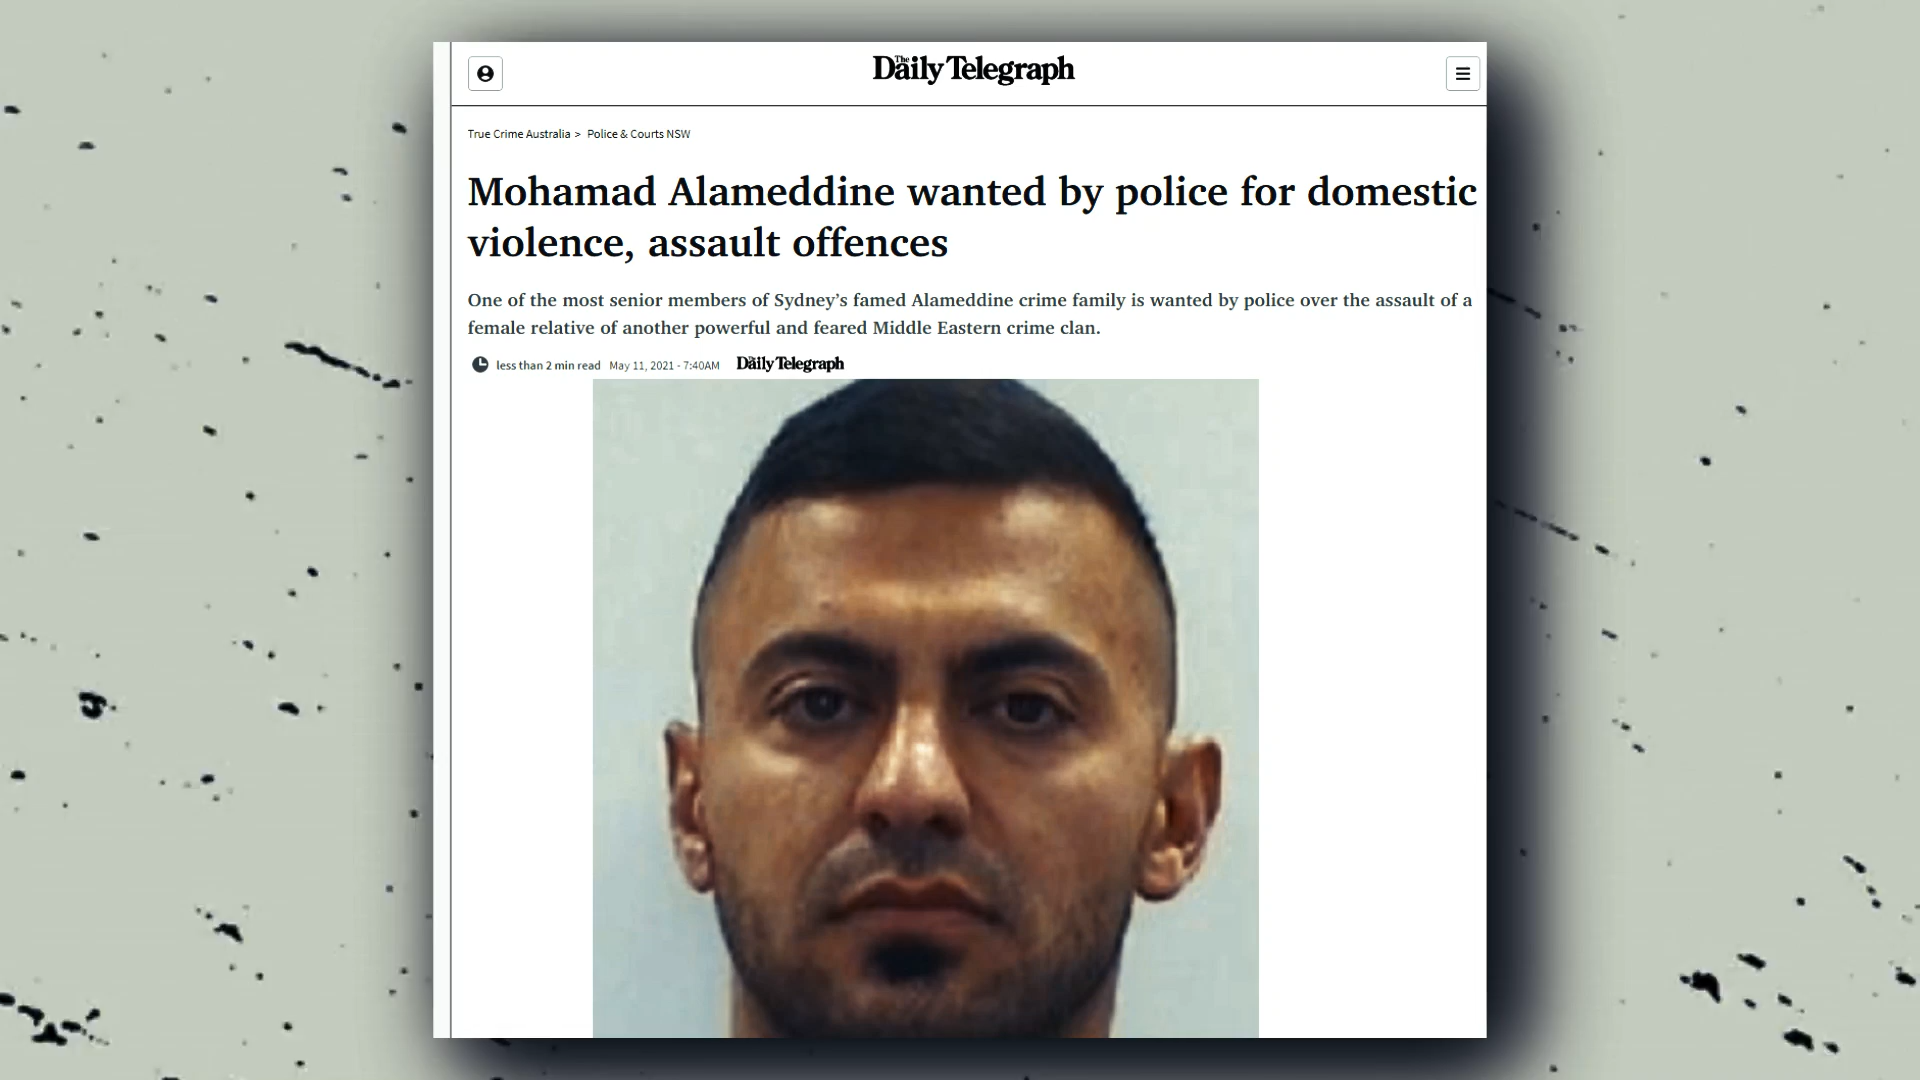 The Daily Telegraph
True Crime Australia > Police & Courts NSW
Mohamad Alameddine wanted by police for domestic
violence, assault offences
One of the most senior members of Sydney’s famed Alameddine crime family is wanted by police over the assault of a
female relative of another powerful and feared Middle Eastern crime clan.
less than 2 min read May 11, 2021 - 7:40AM The Daily Telegraph